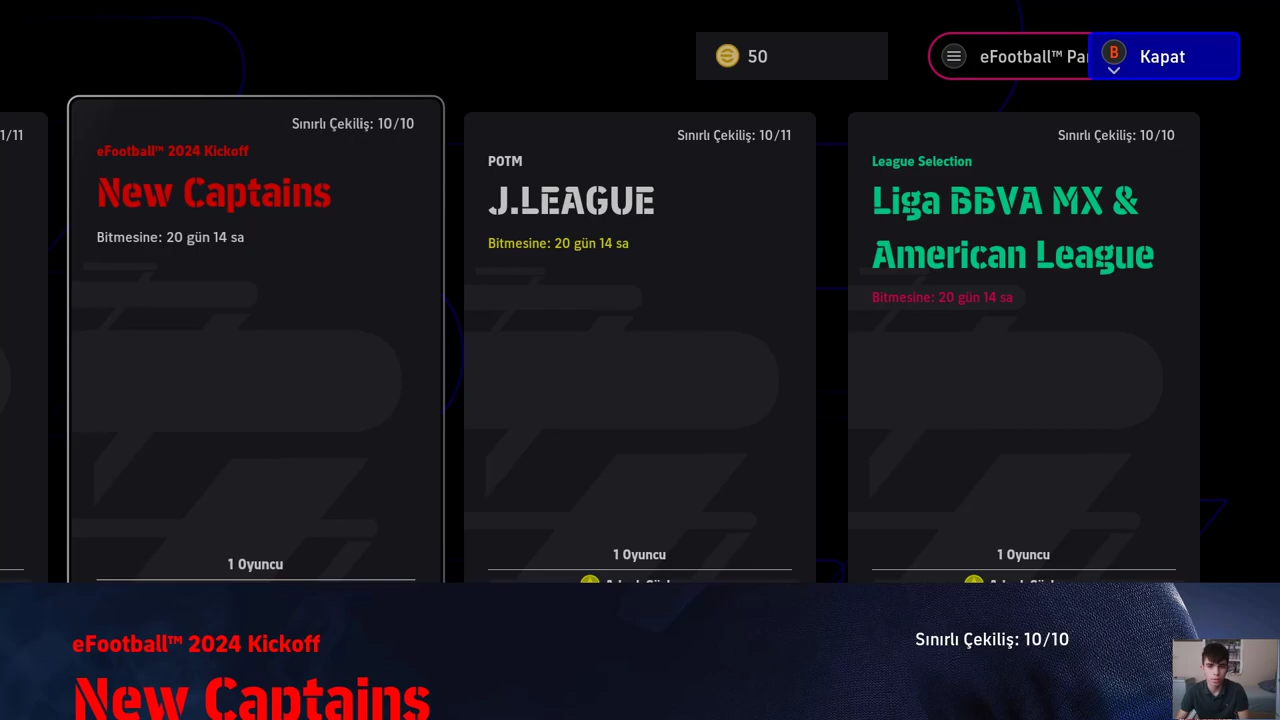 50
eFootball™ Pa
B
Kapat
1/11
Sınırlı Çekiliş: 10/10
eFootball™ 2024 Kickoff
New Captains
Bitmesine: 20 gün 14 sa
1 Oyuncu
Sınırlı Çekiliş: 10/11
POTM
J.LEAGUE
Bitmesine: 20 gün 14 sa
1 Oyuncu
Sınırlı Çekiliş: 10/10
League Selection
Liga BBVA MX &
American League
Bitmesine: 20 gün 14 sa
1 Oyuncu
eFootball™ 2024 Kickoff
Sınırlı Çekiliş: 10/10
New Captains